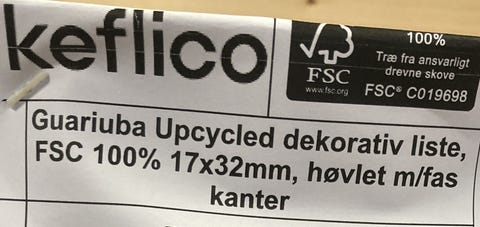 keflico
FSC
www.fsc.org
100%
Træ fra ansvarligt
drevne skove
FSC® C019698
Guariuba Upcycled dekorativ liste,
FSC 100% 17x32mm, høvlet m/fas
kanter